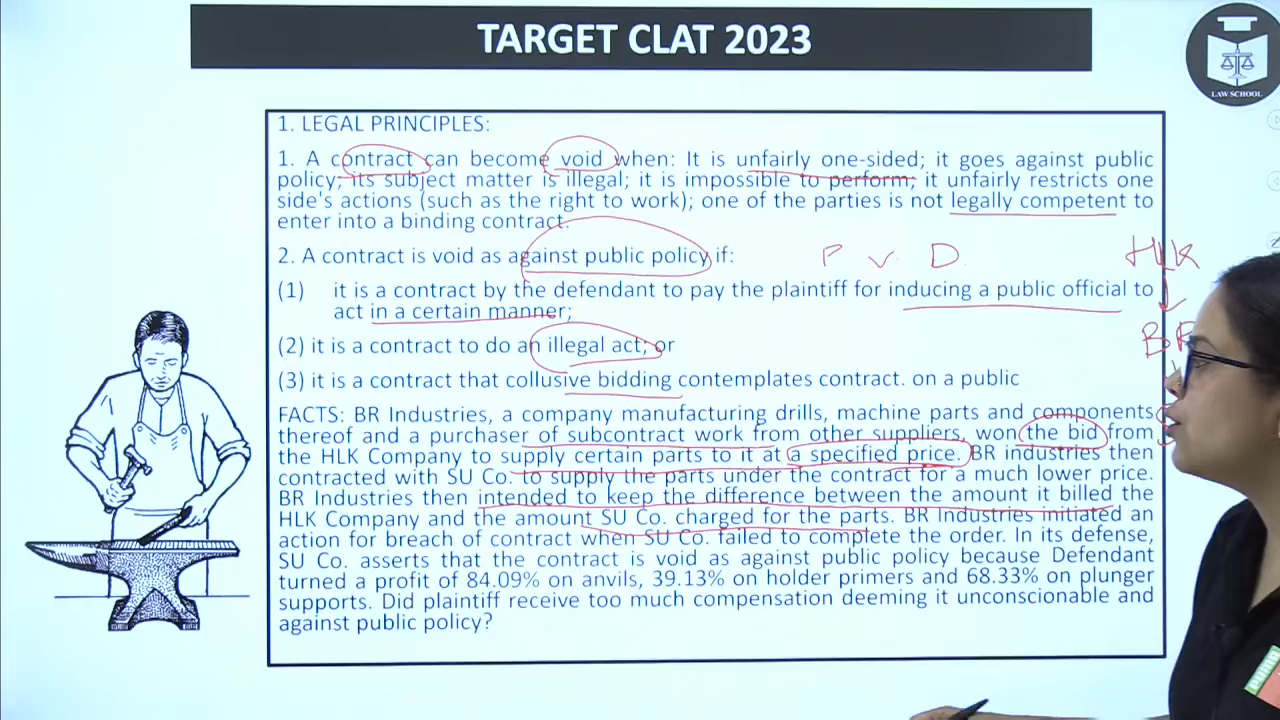 TARGET CLAT 2023
LAW SCHOOL
1. LEGAL PRINCIPLES:
1. A contract can become void when: It is unfairly one-sided; it goes against public
policy; its subject matter is illegal; it is impossible to perform; it unfairly restricts one
side's actions (such as the right to work); one of the parties is not legally competent to
enter into a binding contract.
2. A contract is void as against public policy if:
P v. D
HLK
(1) it is a contract by the defendant to pay the plaintiff for inducing a public official to
act in a certain manner;
BR
(2) it is a contract to do an illegal act; or
(3) it is a contract that collusive bidding contemplates contract. on a public
FACTS: BR Industries, a company manufacturing drills, machine parts and components
thereof and a purchaser of subcontract work from other suppliers, won the bid from
the HLK Company to supply certain parts to it at a specified price. BR industries then
contracted with SU Co. to supply the parts under the contract for a much lower price.
BR Industries then intended to keep the difference between the amount it billed the
HLK Company and the amount SU Co. charged for the parts. BR Industries initiated an
action for breach of contract when SU Co. failed to complete the order. In its defense,
SU Co. asserts that the contract is void as against public policy because Defendant
turned a profit of 84.09% on anvils, 39.13% on holder primers and 68.33% on plunger
supports. Did plaintiff receive too much compensation deeming it unconscionable and
against public policy?